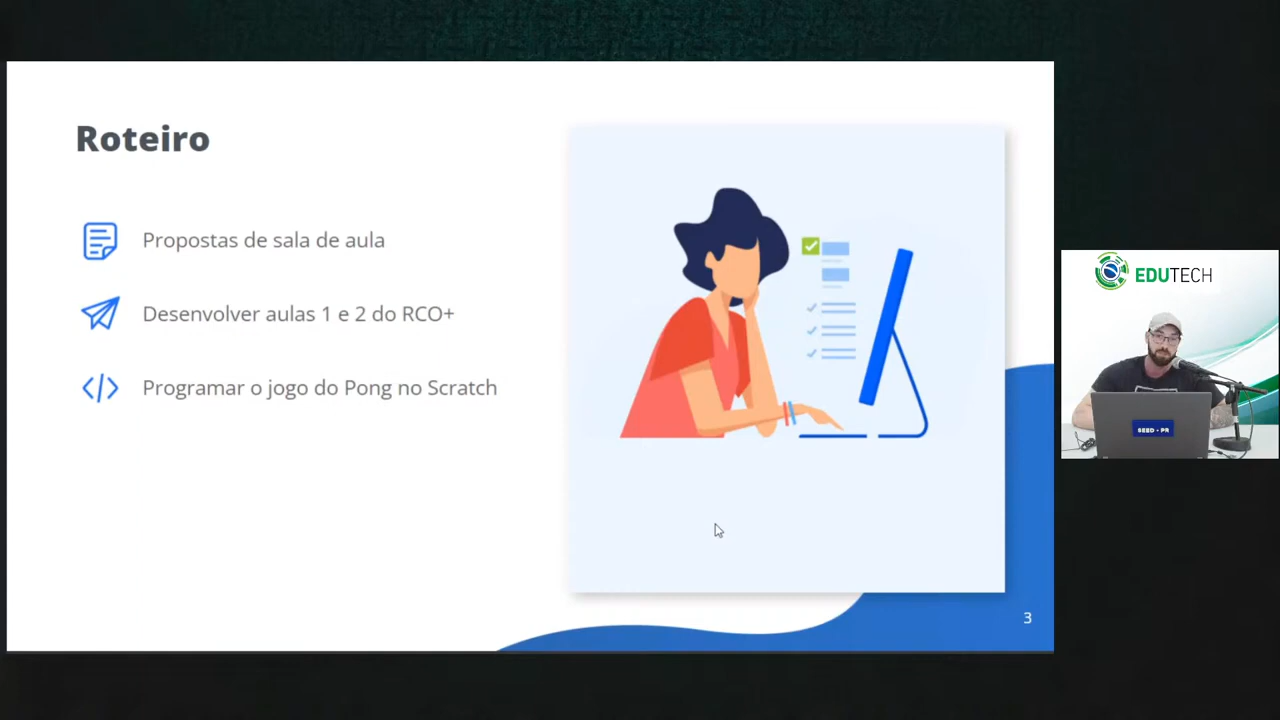 Roteiro
Propostas de sala de aula
Desenvolver aulas 1 e 2 do RCO+
Programar o jogo do Pong no Scratch
3
EDUTECH
SEED - PR